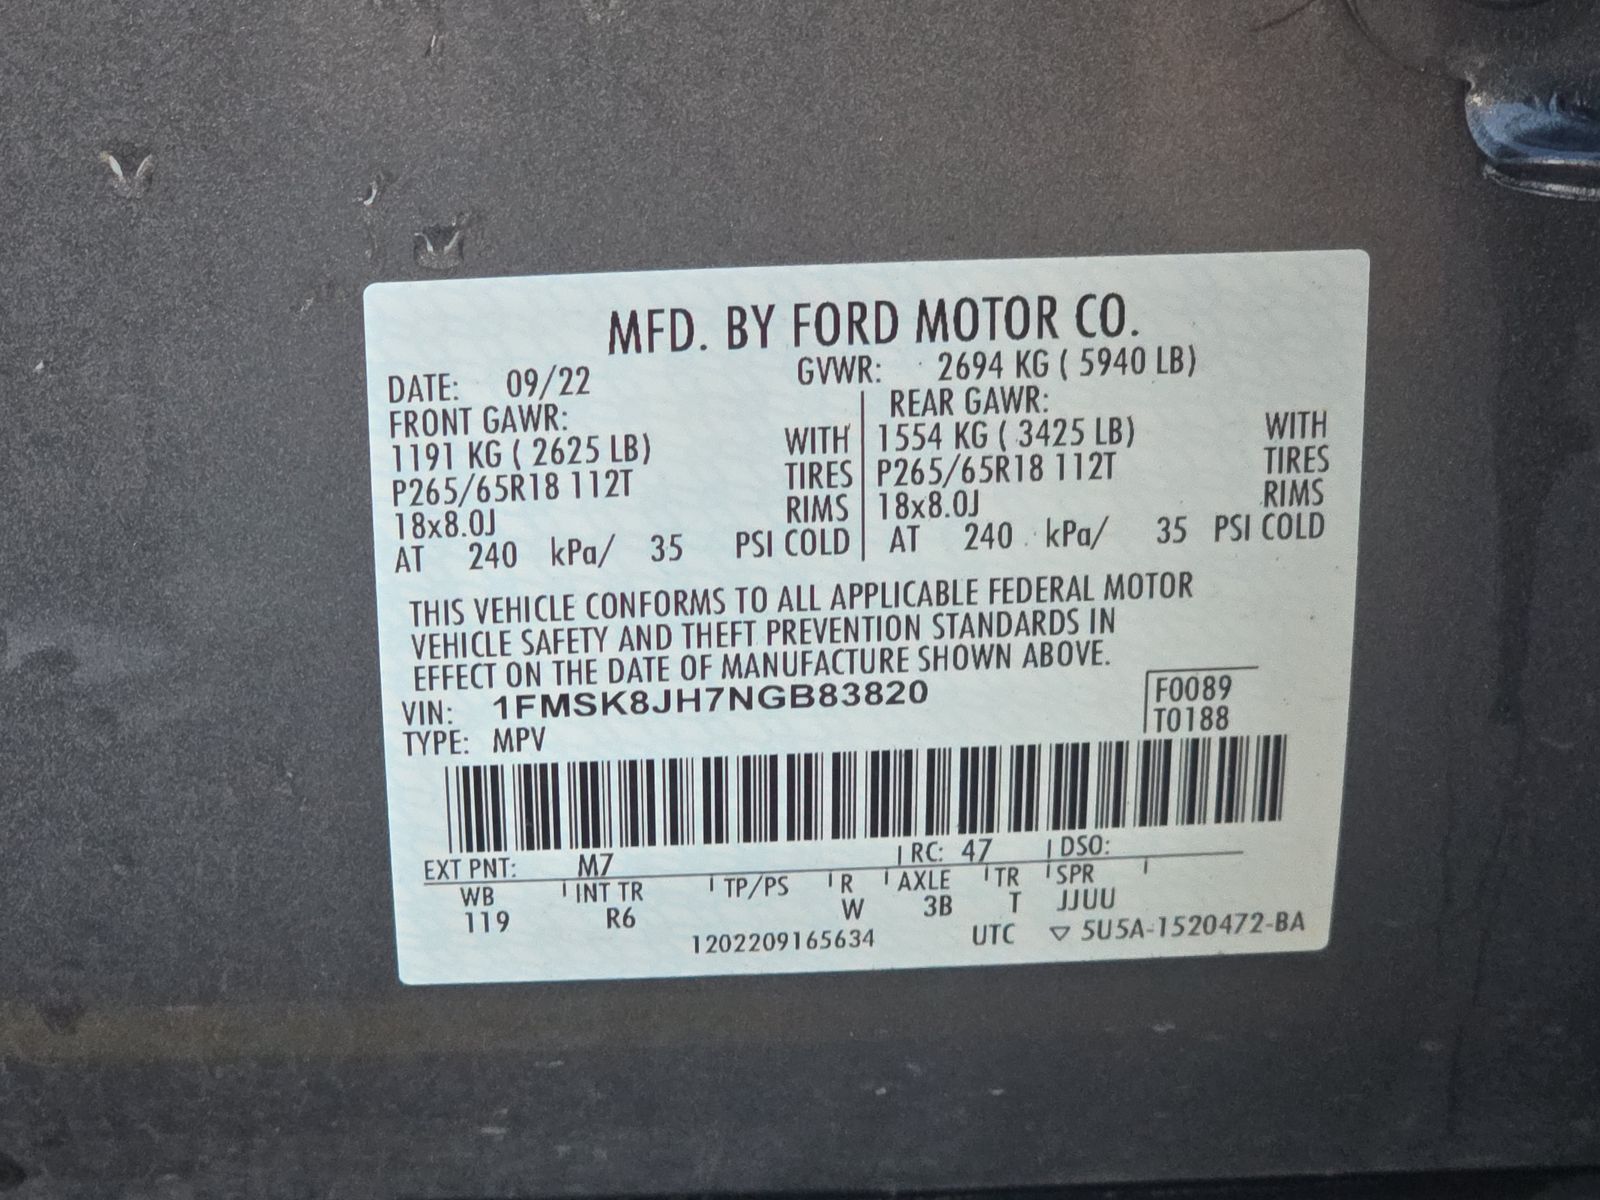 MFD. BY FORD MOTOR CO.
DATE: 09/22 GVWR: 2694 KG ( 5940 LB)
FRONT GAWR: REAR GAWR:
1191 KG ( 2625 LB) WITH 1554 KG ( 3425 LB) WITH
P265/65R18 112T TIRES P265/65R18 112T TIRES
18x8.0J RIMS 18x8.0J RIMS
AT 240 kPa/ 35 PSI COLD AT 240 kPa/ 35 PSI COLD
THIS VEHICLE CONFORMS TO ALL APPLICABLE FEDERAL MOTOR
VEHICLE SAFETY AND THEFT PREVENTION STANDARDS IN
EFFECT ON THE DATE OF MANUFACTURE SHOWN ABOVE.
VIN: 1FMSK8JH7NGB83820 F0089
TYPE: MPV T0188
EXT PNT: M7 RC: 47 DSO:
WB INT TR TP/PS R AXLE TR SPR
119 R6 W 3B T JJUU
1202209165634 UTC ▽ 5U5A-1520472-BA